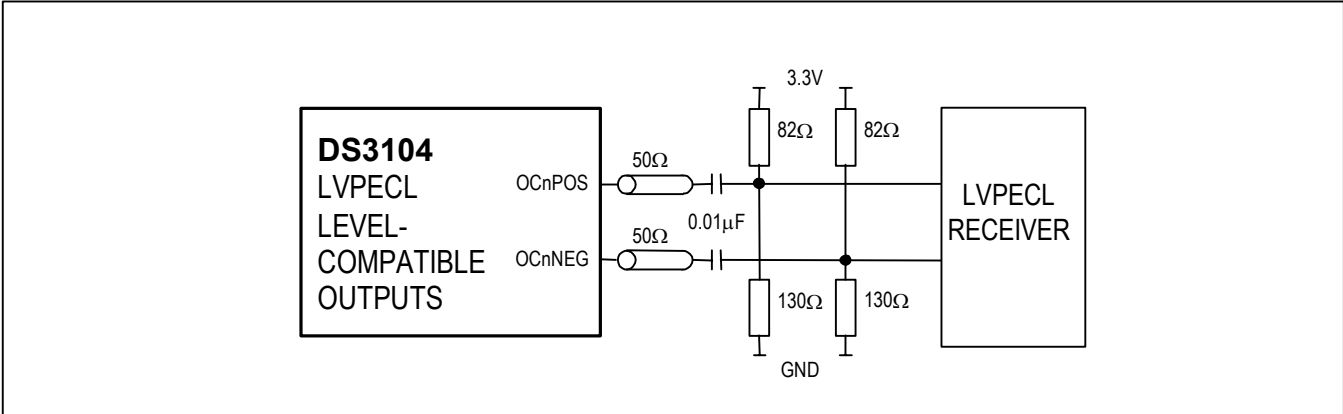 3.3V
82Ω
82Ω
DS3104
LVPECL
LEVEL-
COMPATIBLE
OUTPUTS
OCnPOS
50Ω
OCnNEG
50Ω
0.01μF
LVPECL
RECEIVER
130Ω
130Ω
GND